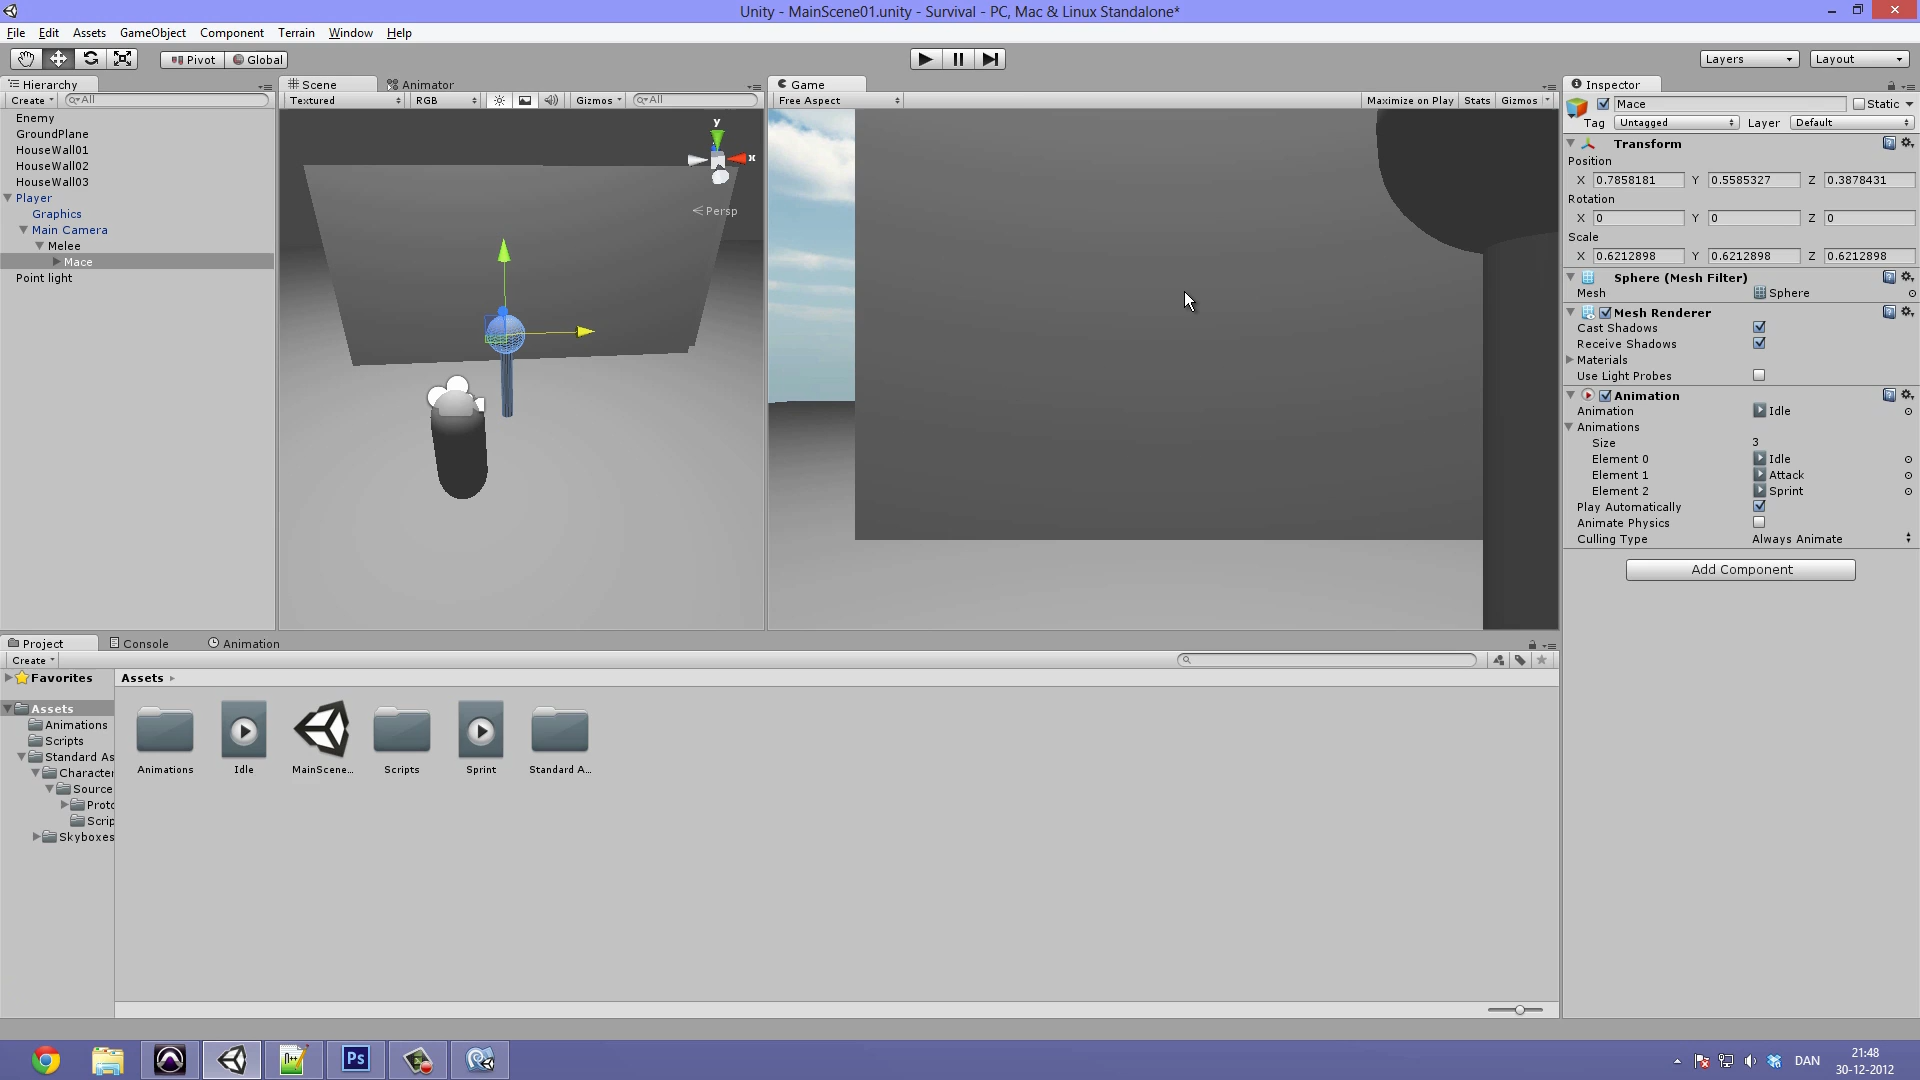 Unity - MainScene01.unity - Survival - PC, Mac & Linux Standalone*
File Edit Assets GameObject Component Terrain Window Help
Pivot Global Layers Layout
Hierarchy
Create All
Enemy
GroundPlane
HouseWall01
HouseWall02
HouseWall03
Player
Graphics
Main Camera
Melee
Mace
Point light
Scene Animator
Textured RGB Gizmos All
y
x
Persp
Game
Free Aspect Maximize on Play Stats Gizmos
Inspector
Mace Static
Tag Untagged Layer Default
Transform
Position
X 0.7858181 Y 0.5585327 Z 0.3878431
Rotation
X 0 Y 0 Z 0
Scale
X 0.6212898 Y 0.6212898 Z 0.6212898
Sphere (Mesh Filter)
Mesh Sphere
Mesh Renderer
Cast Shadows
Receive Shadows
Materials
Use Light Probes
Animation
Animation Idle
Animations
Size 3
Element 0 Idle
Element 1 Attack
Element 2 Sprint
Play Automatically
Animate Physics
Culling Type Always Animate
Add Component
Project Console Animation
Create
Favorites
Assets
Animations
Scripts
Standard As
Character
Source
Proto
Scrip
Skyboxes
Assets
Animations Idle MainScene... Scripts Sprint Standard A...
Ps
DAN
21:48
30-12-2012